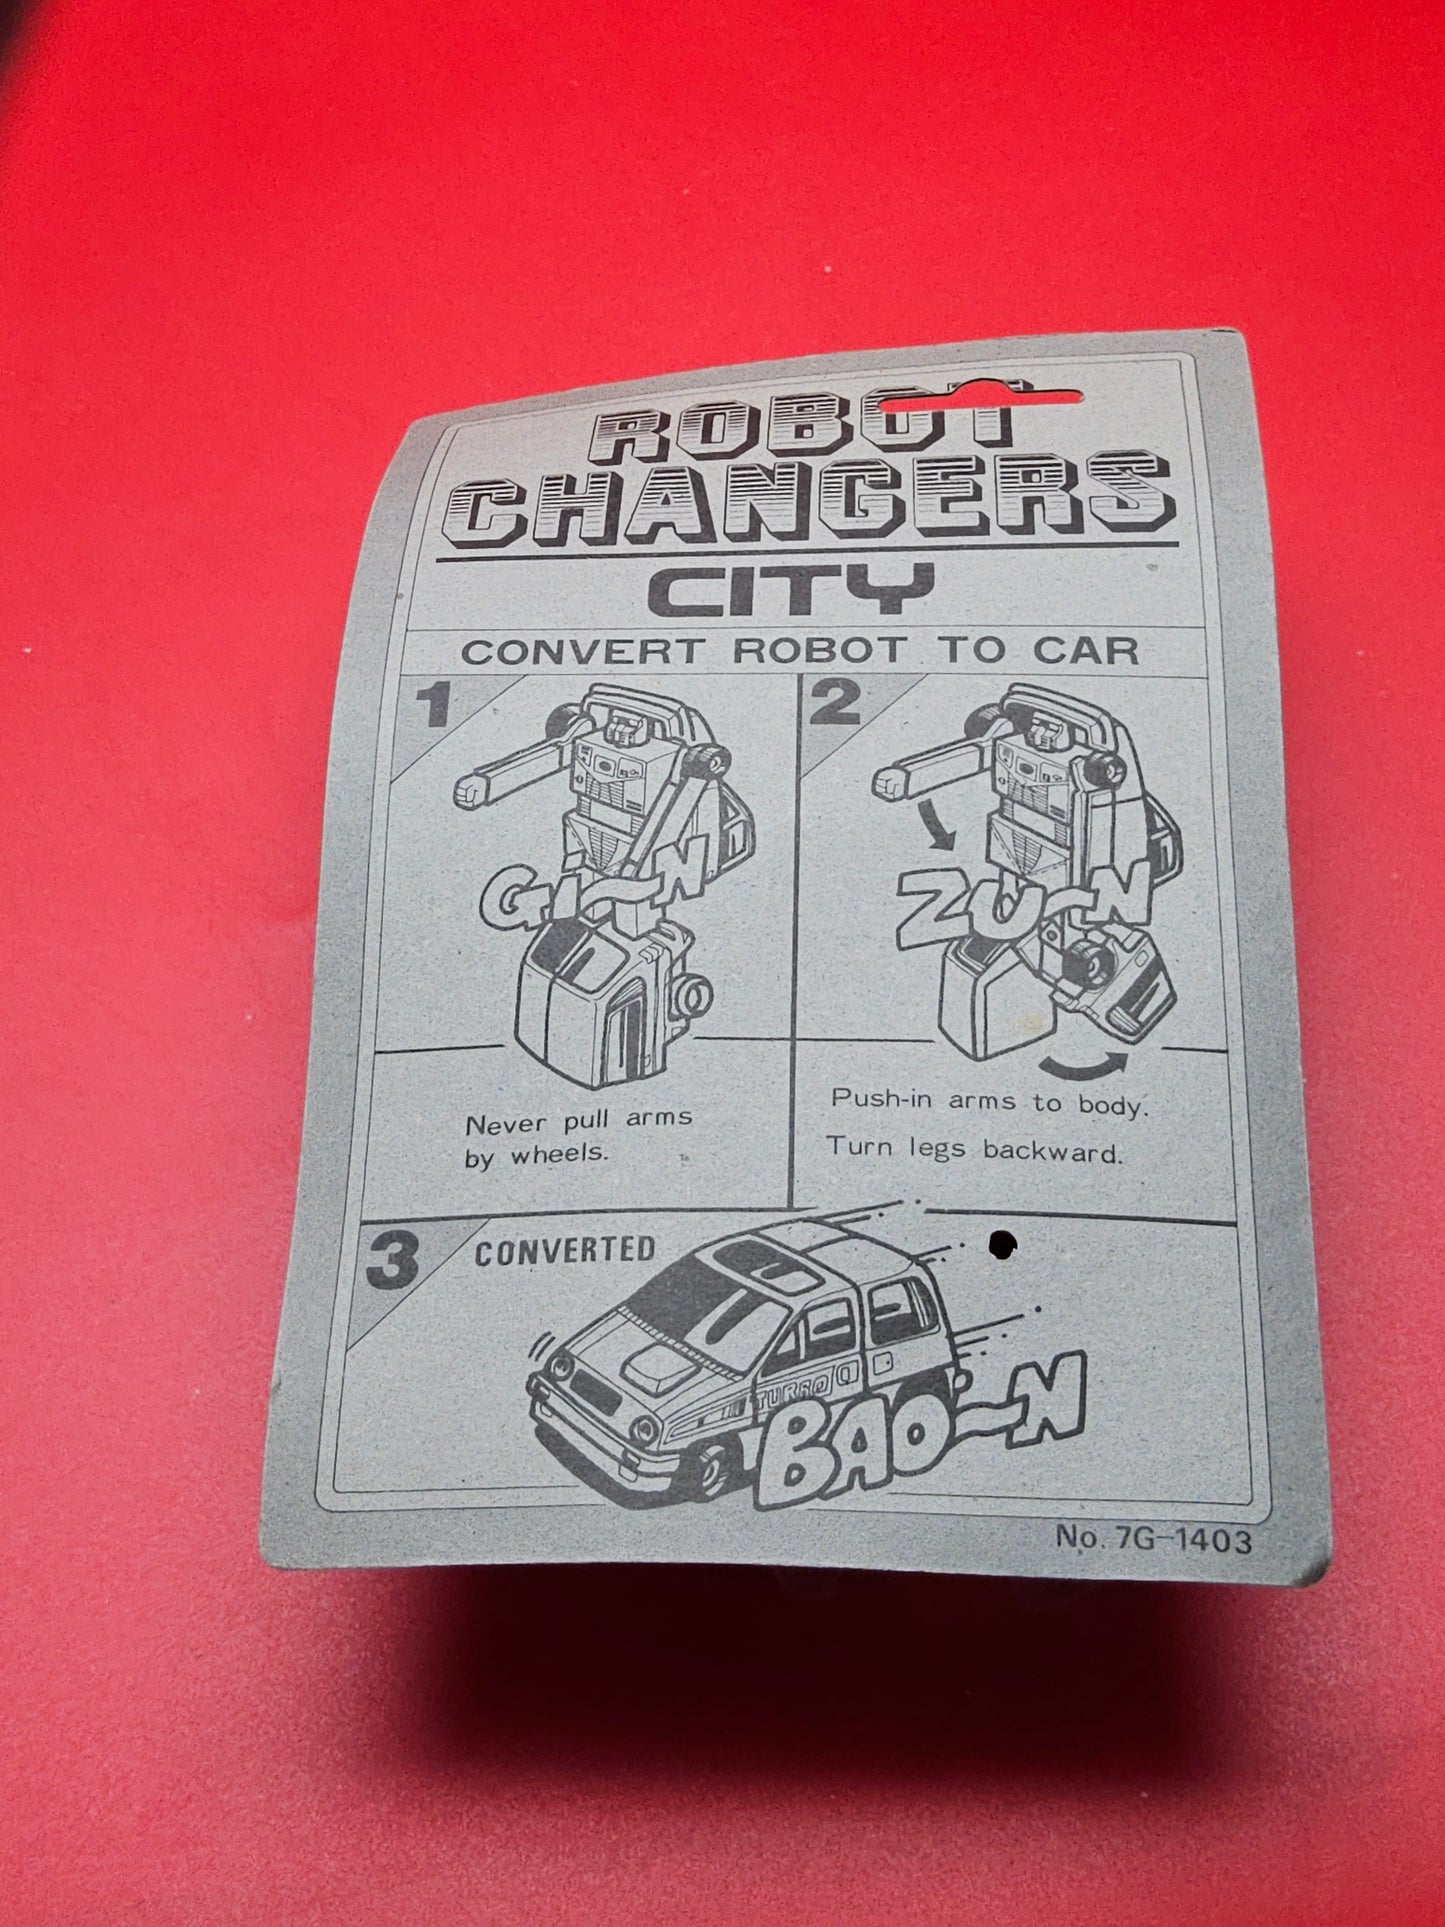 ROBOT
CHANGERS
CITY
CONVERT ROBOT TO CAR
1
GA~N
Never pull arms
by wheels.
2
ZU~N
Push-in arms to body.
Turn legs backward.
3
CONVERTED
TURBO
BAO~N
No. 7G-1403